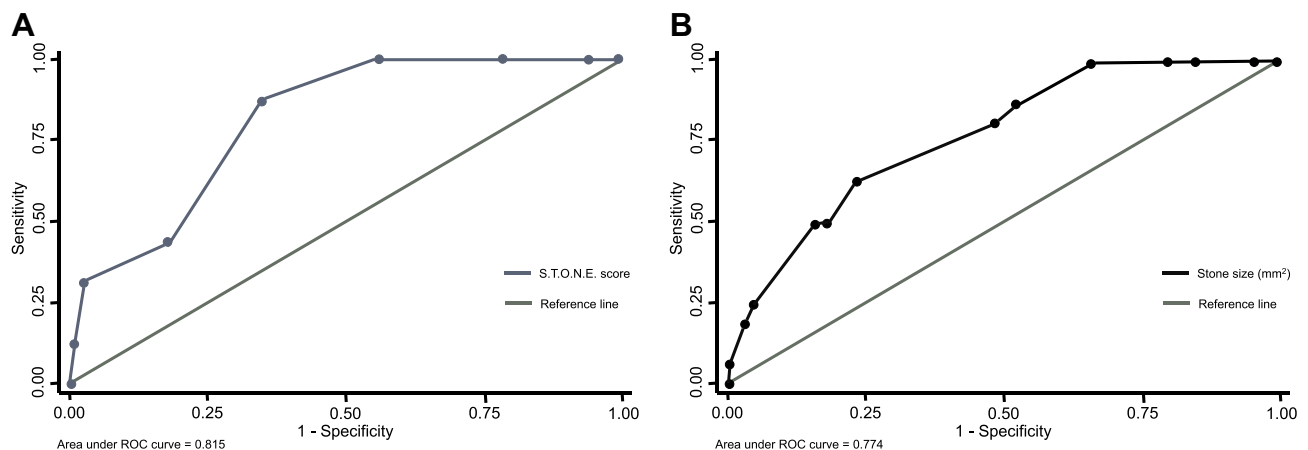 A
1.00
0.75
0.50
0.25
0.00
Sensitivity
S.T.O.N.E. score
Reference line
0.00 0.25 0.50 0.75 1.00
1 - Specificity
Area under ROC curve = 0.815
B
1.00
0.75
0.50
0.25
0.00
Sensitivity
Stone size (mm²)
Reference line
0.00 0.25 0.50 0.75 1.00
1 - Specificity
Area under ROC curve = 0.774